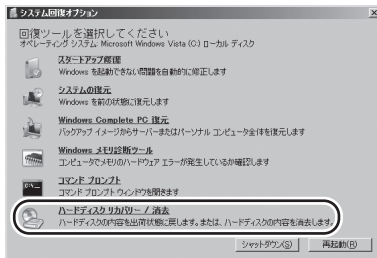 システム回復オプション
回復ツールを選択してください
オペレーティング システム: Microsoft Windows Vista (C:) ローカル ディスク
スタートアップ修復
Windows を起動できない問題を自動的に修正します
システムの復元
Windows を前の状態に復元します
Windows Complete PC 復元
バックアップ イメージからサーバーまたはパーソナル コンピュータ全体を復元します
Windows メモリ診断ツール
コンピュータでメモリのハードウェア エラーが発生しているか確認します
コマンド プロンプト
コマンド プロンプト ウィンドウを開きます
ハードディスク リカバリー / 消去
ハードディスクの内容を出荷状態に戻します。または、ハードディスクの内容を消去します。
シャットダウン(S) 再起動(R)